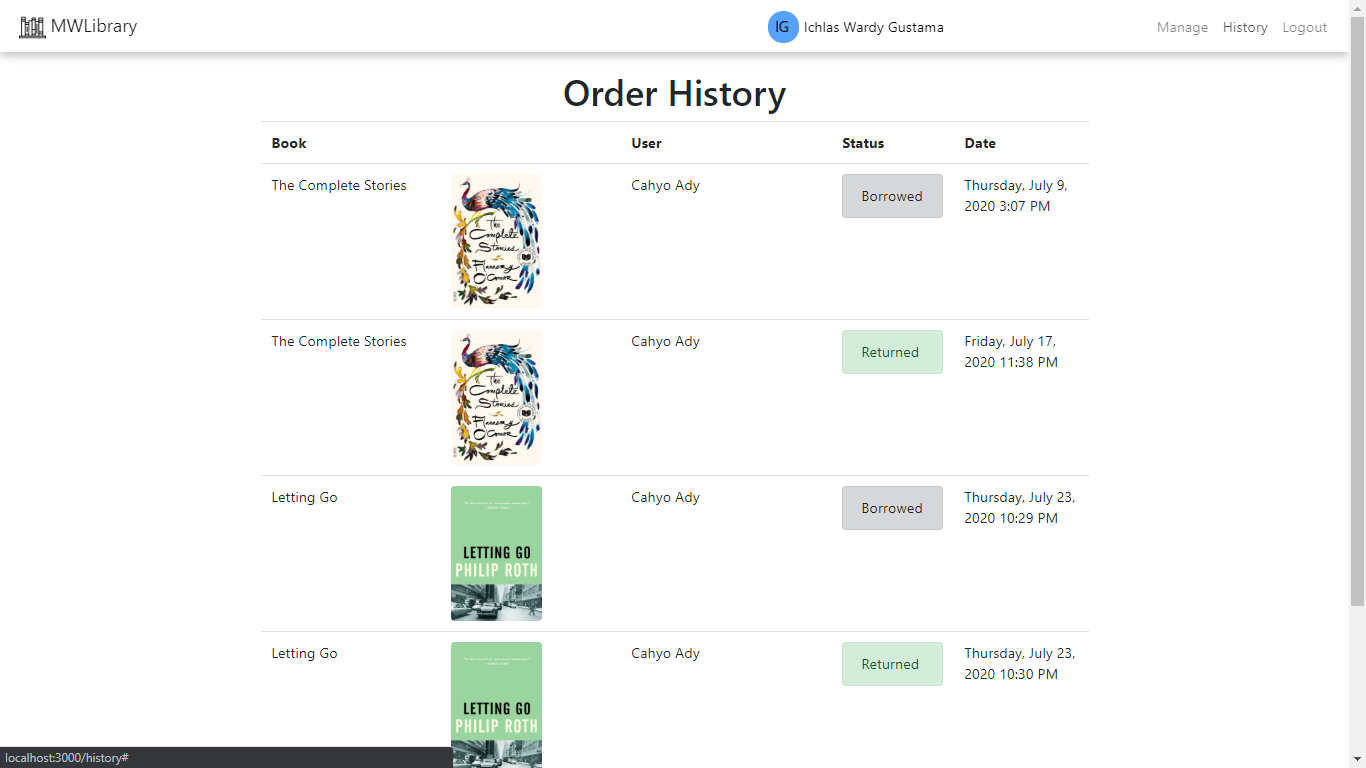 MWLibrary
IG Ichlas Wardy Gustama
Manage History Logout
Order History
Book User Status Date
The Complete Stories
The
Complete
Stories
Flannery
O'Connor
Cahyo Ady
Borrowed
Thursday, July 9,
2020 3:07 PM
The Complete Stories
The
Complete
Stories
Flannery
O'Connor
Cahyo Ady
Returned
Friday, July 17,
2020 11:38 PM
Letting Go
LETTING GO
PHILIP ROTH
Cahyo Ady
Borrowed
Thursday, July 23,
2020 10:29 PM
Letting Go
LETTING GO
PHILIP ROTH
Cahyo Ady
Returned
Thursday, July 23,
2020 10:30 PM
localhost:3000/history#